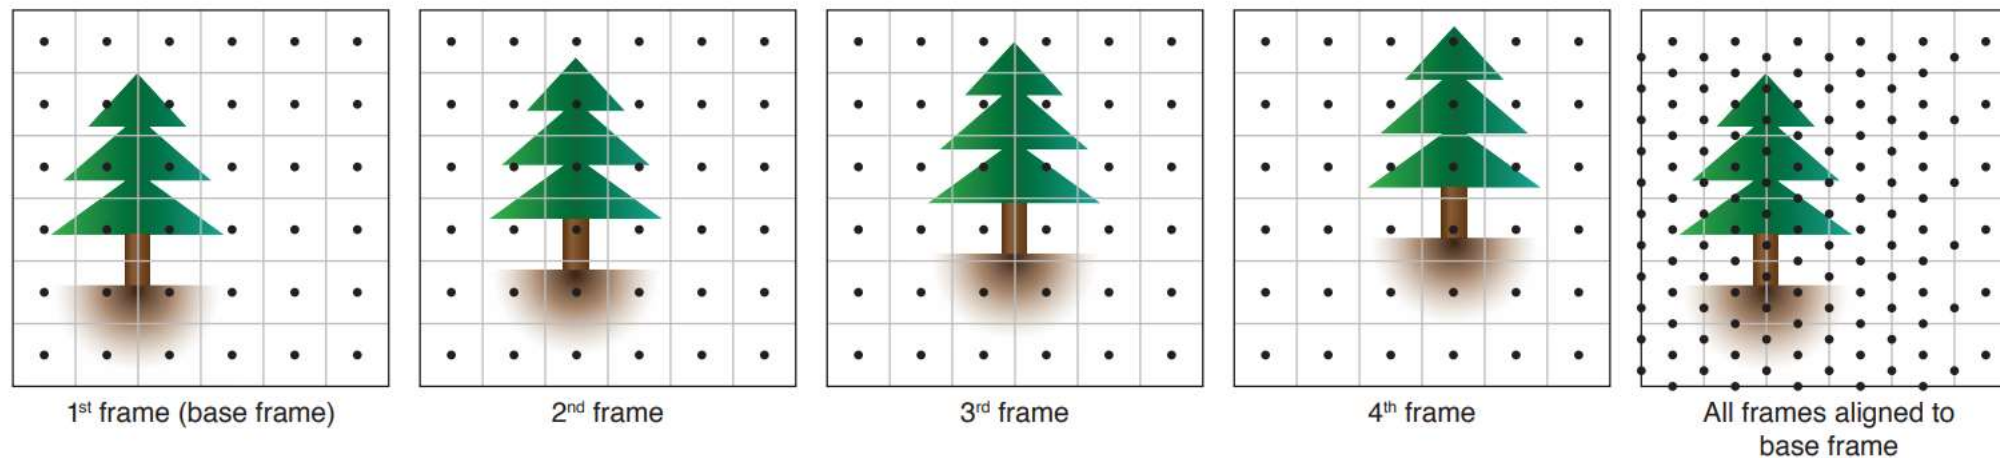 1st frame (base frame)
2nd frame
3rd frame
4th frame
All frames aligned to
base frame